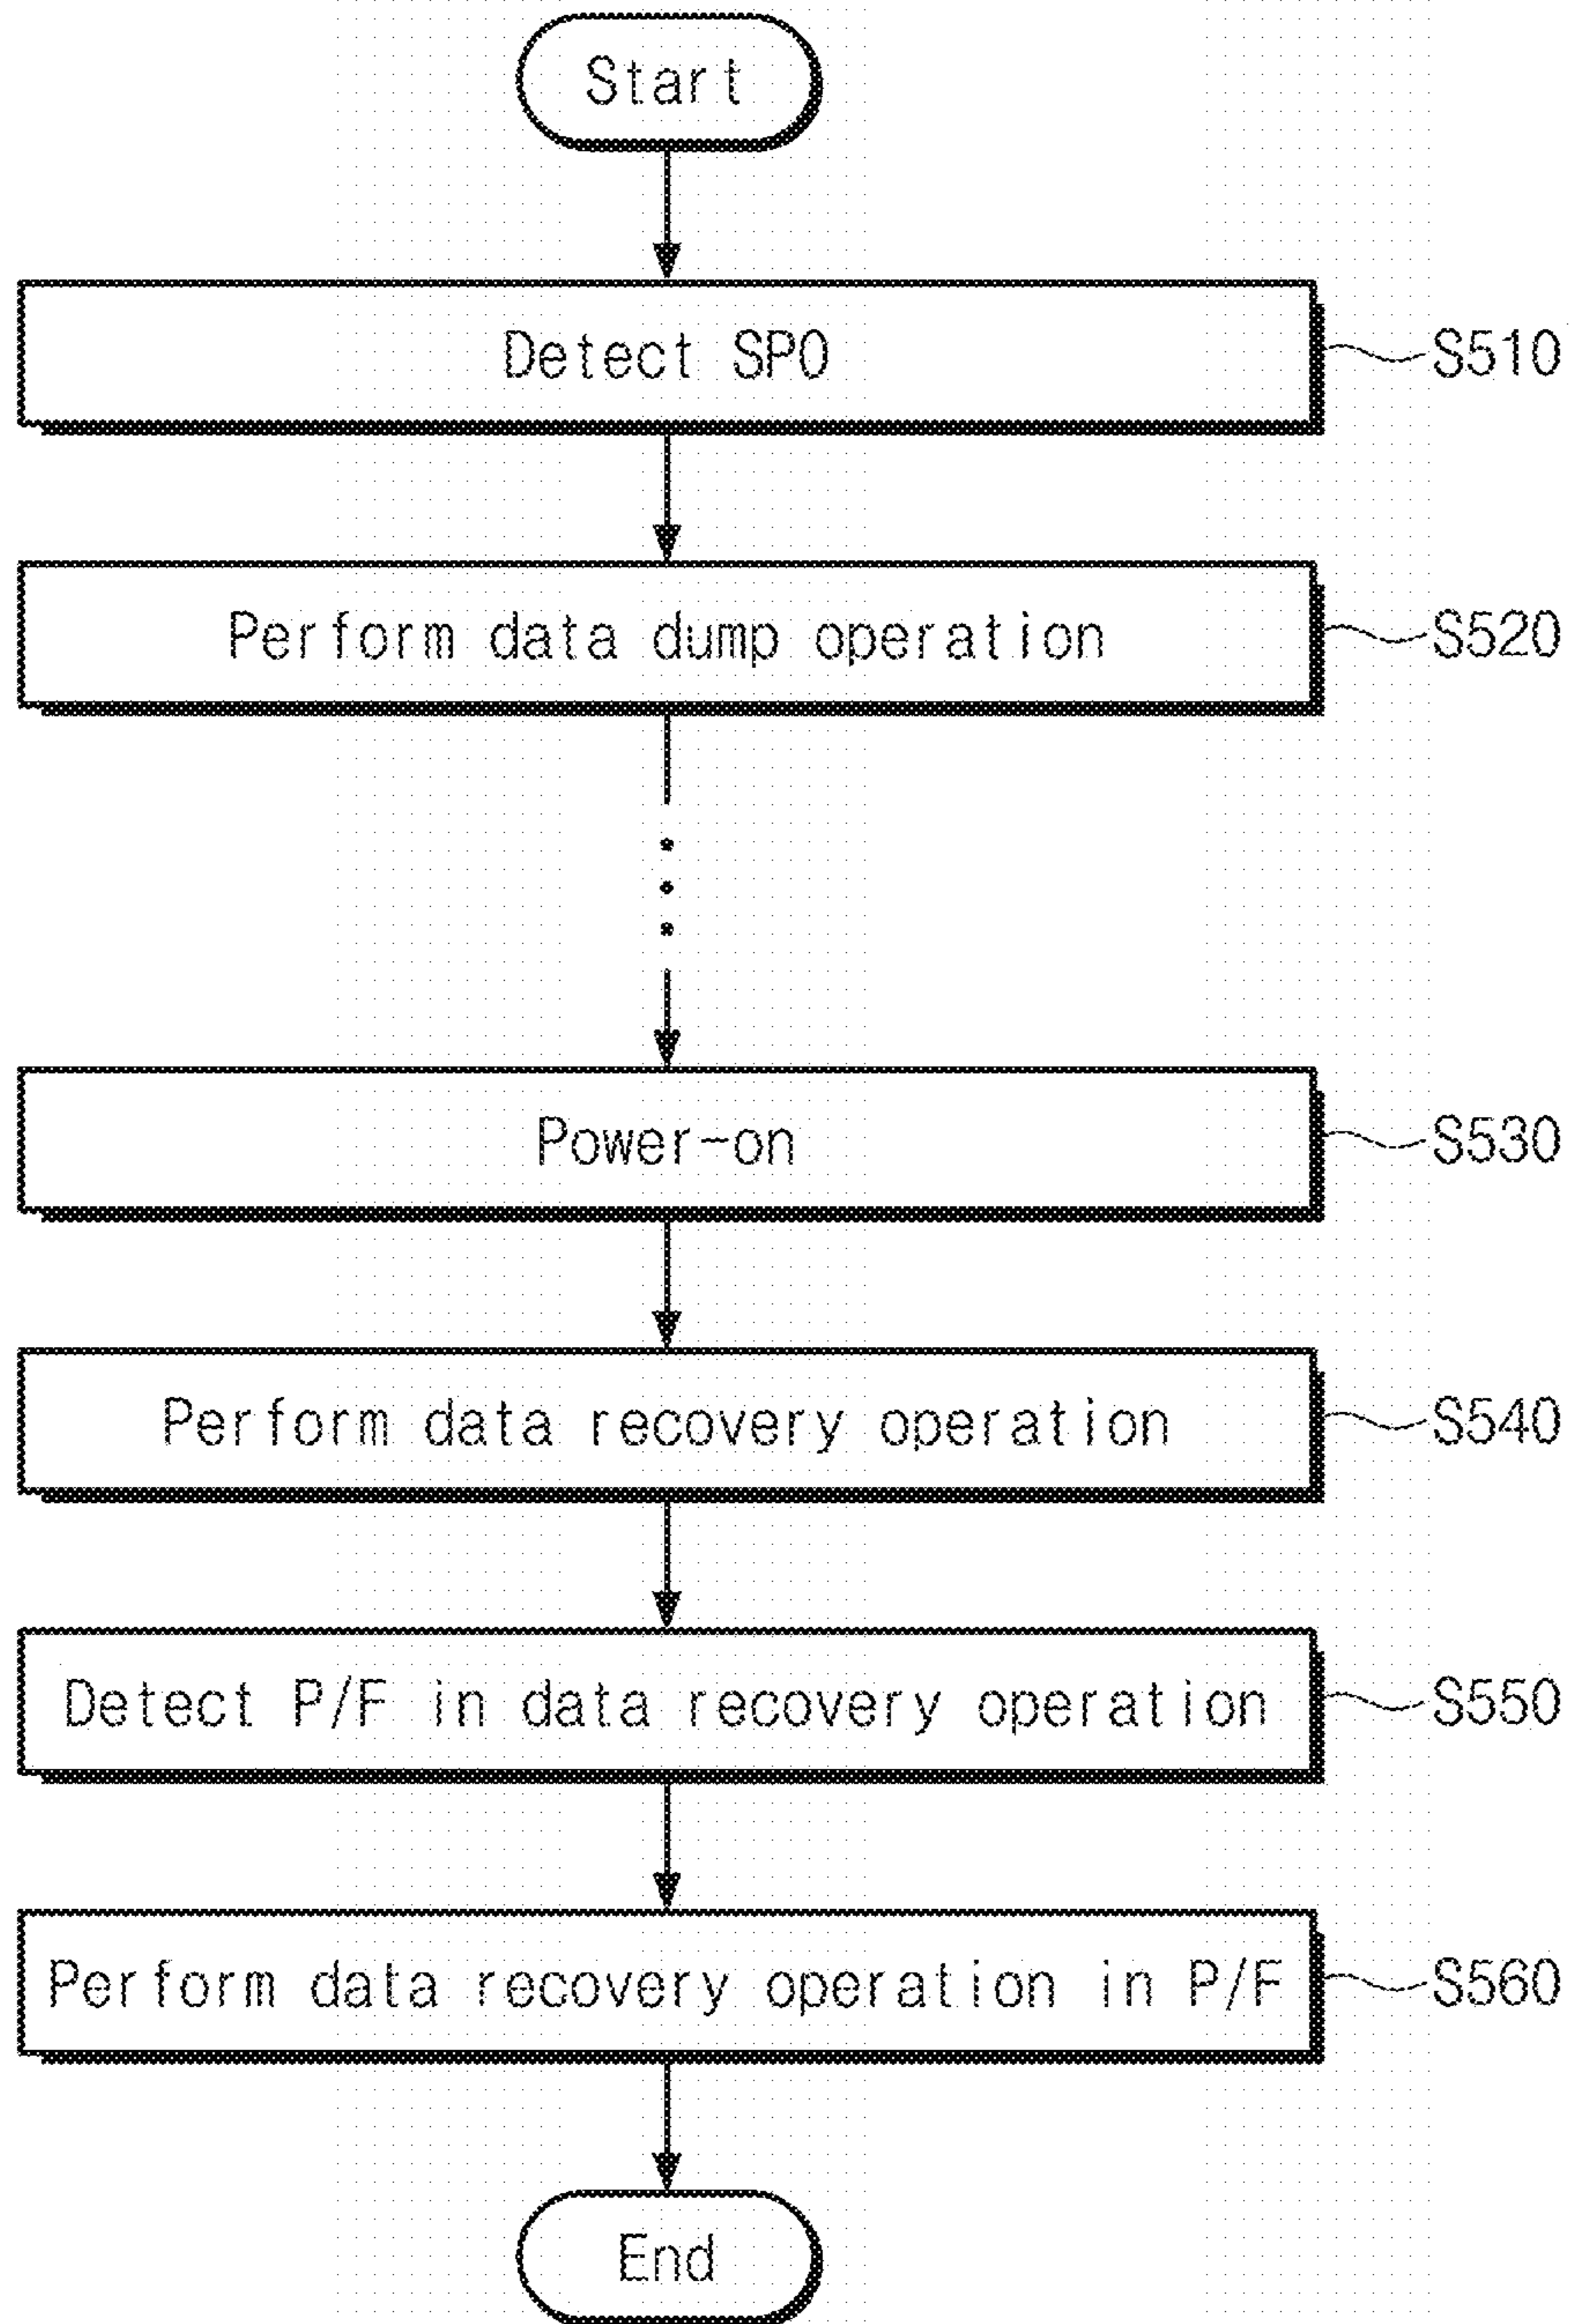 Start
Detect SPO
S510
Perform data dump operation
S520
Power-on
S530
Perform data recovery operation
S540
Detect P/F in data recovery operation
S550
Perform data recovery operation in P/F
S560
End